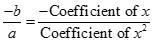 -b/a = -Coefficient of x/Coefficient of x²